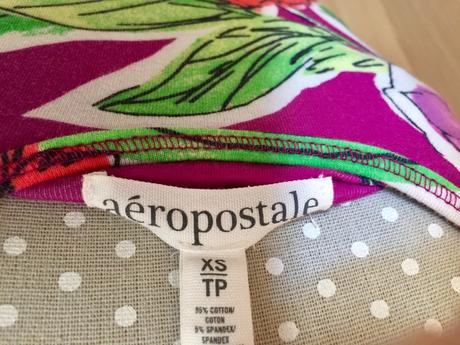 aéropostale
XS
TP
95% COTTON/
COTON
5% SPANDEX/
SPANDEX